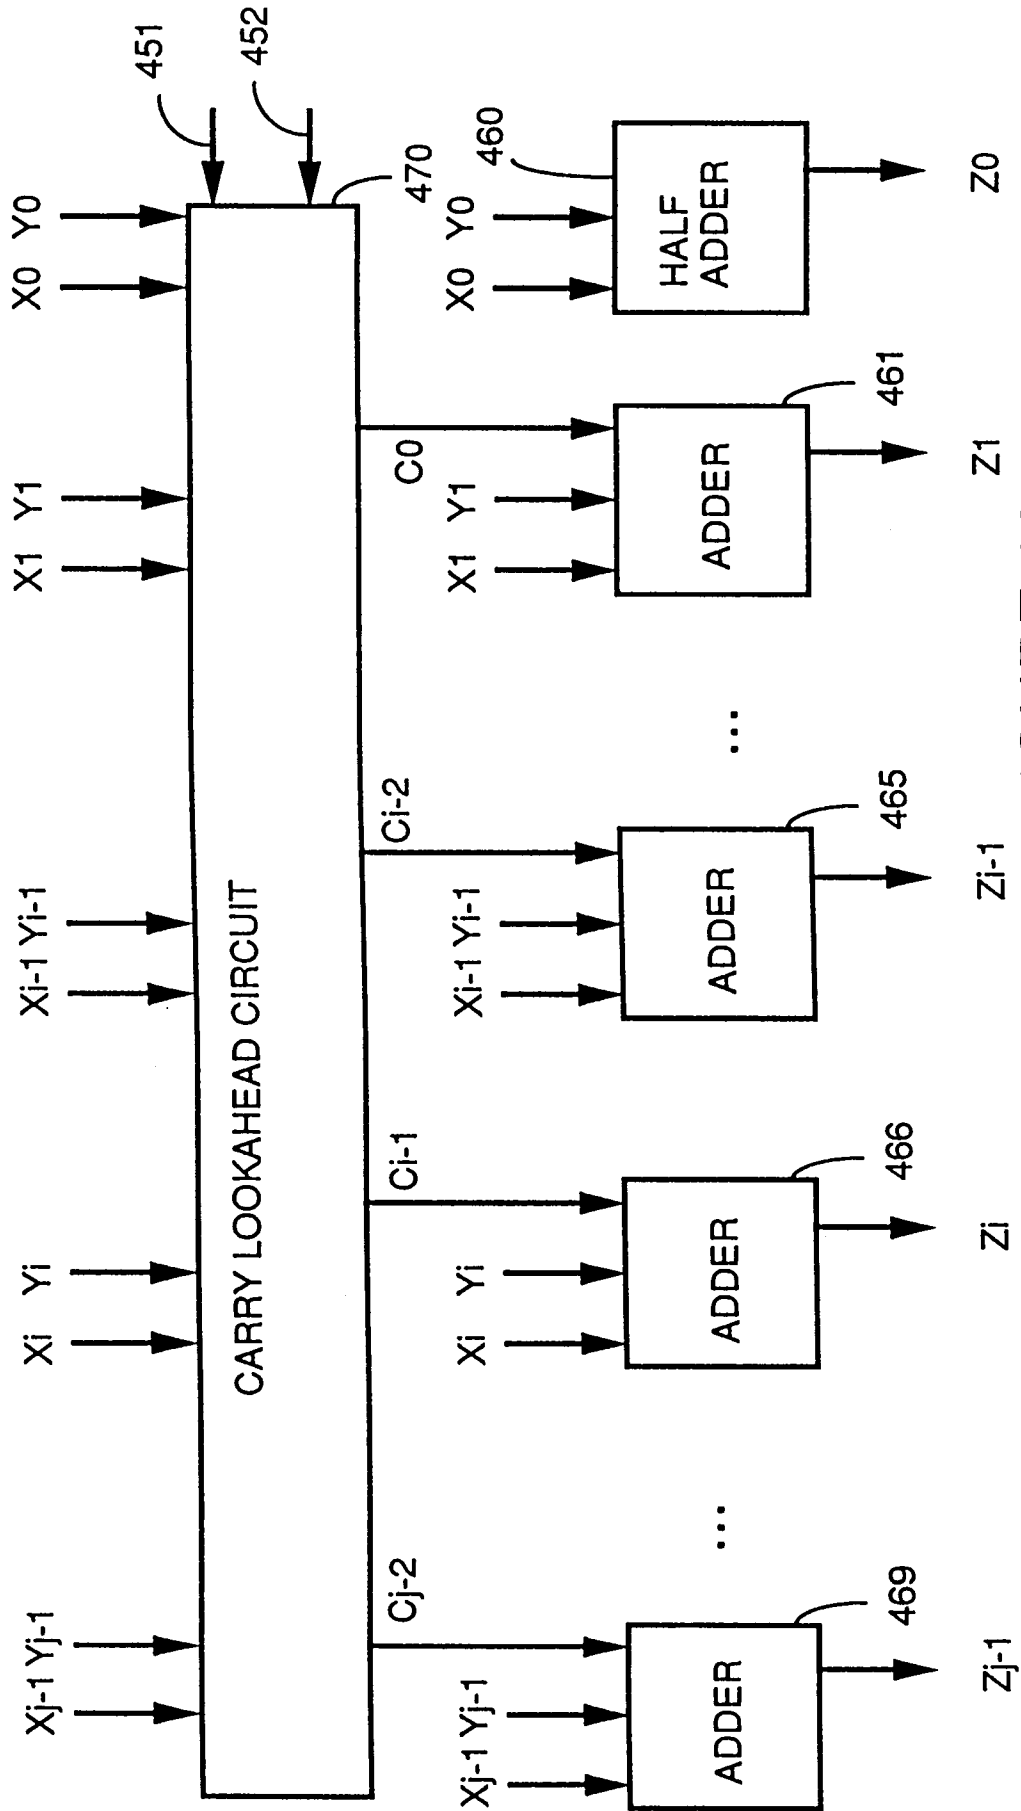 Xj-1 Yj-1
Xi Yi
Xi-1 Yi-1
X1 Y1
X0 Y0
451
452
CARRY LOOKAHEAD CIRCUIT
470
Cj-2
Ci-1
Ci-2
C0
Xj-1 Yj-1
Xi Yi
Xi-1 Yi-1
X1 Y1
X0 Y0
460
ADDER
...
ADDER
ADDER
...
ADDER
HALF
ADDER
469
466
465
461
Zj-1
Zi
Zi-1
Z1
Z0